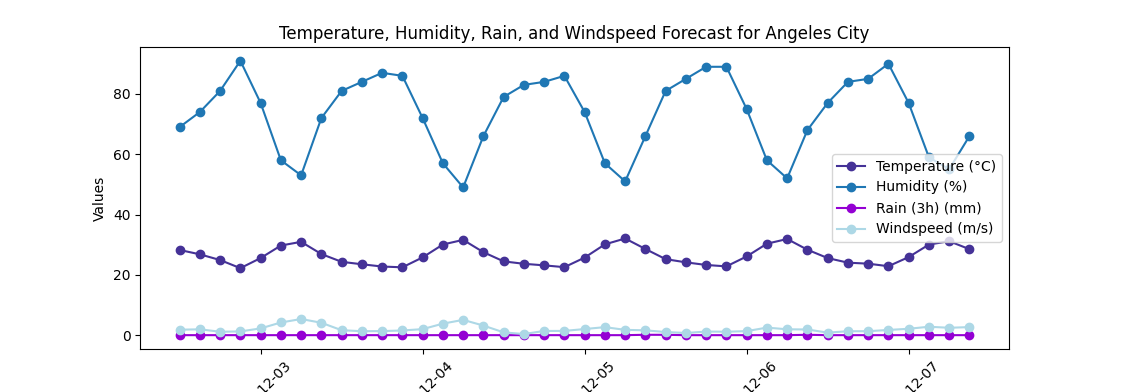 Temperature, Humidity, Rain, and Windspeed Forecast for Angeles City
Values
80
60
40
20
0
Temperature (°C)
Humidity (%)
Rain (3h) (mm)
Windspeed (m/s)
12-03
12-04
12-05
12-06
12-07